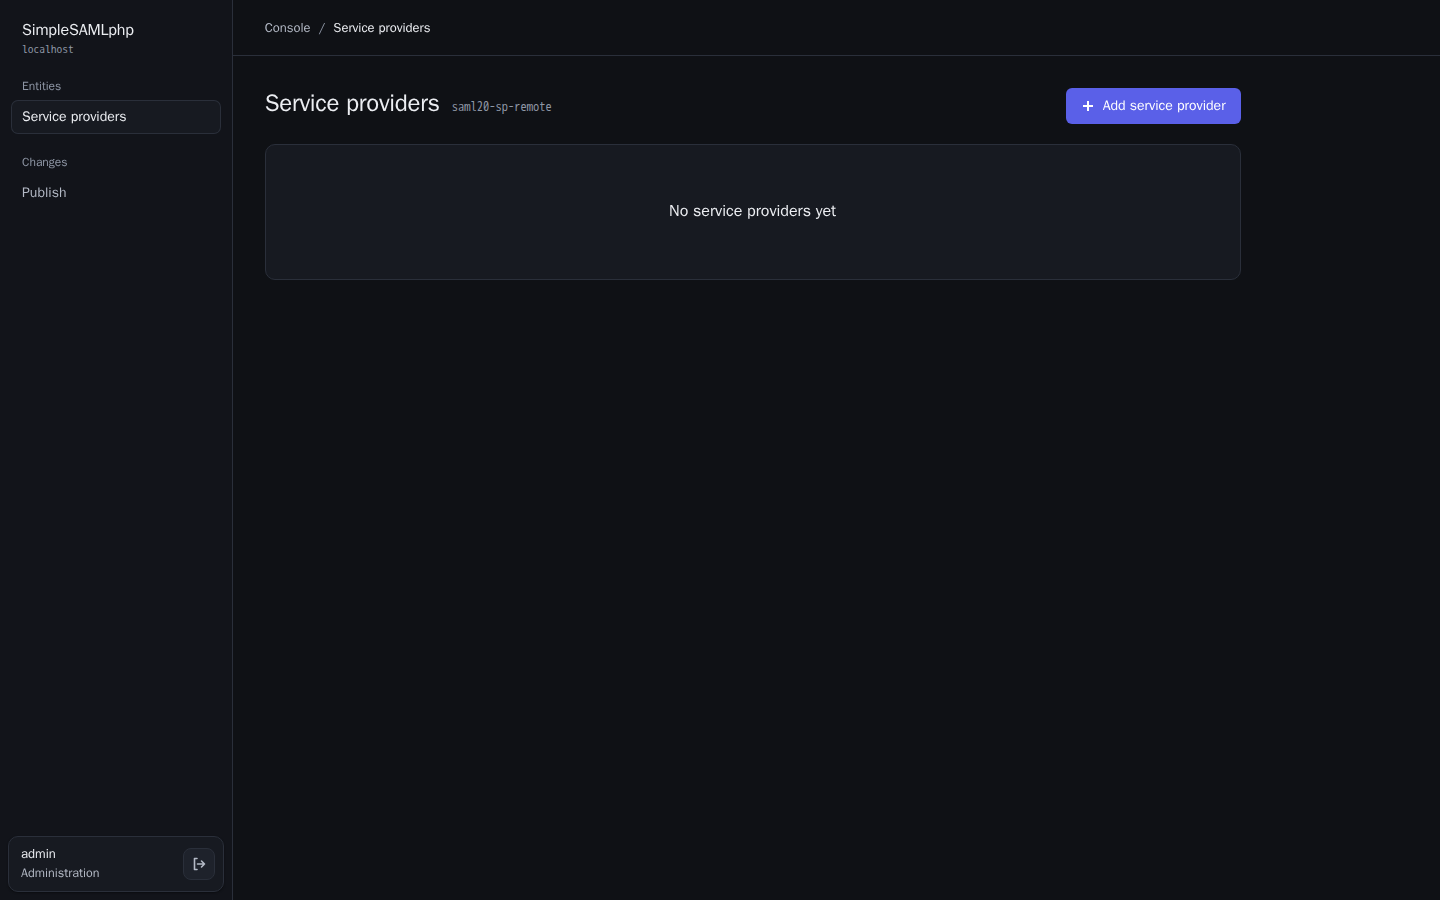 SimpleSAMLphp
localhost
Entities
Service providers
Changes
Publish
admin
Administration
Console / Service providers
Service providers saml20-sp-remote
Add service provider
No service providers yet